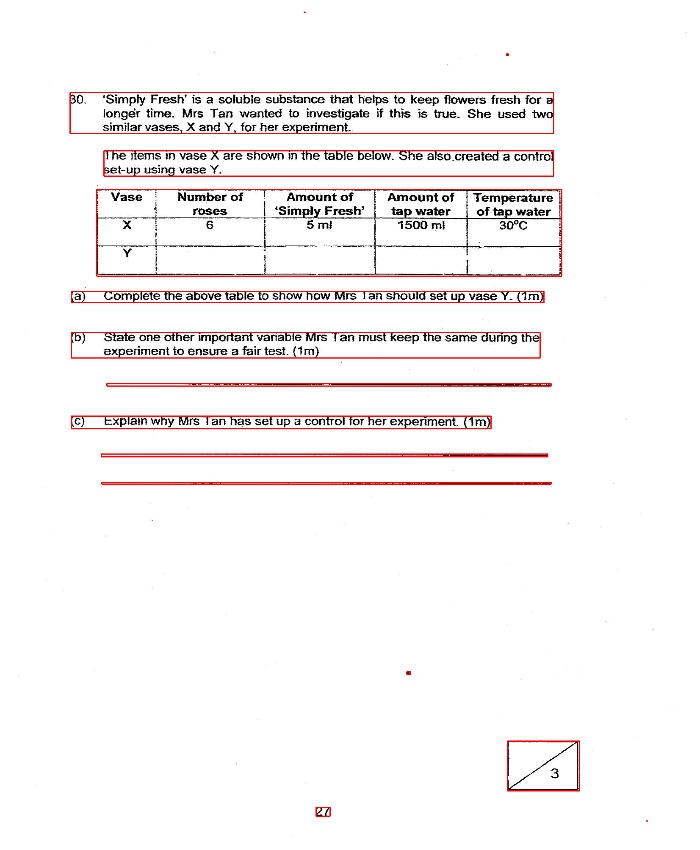 30. 'Simply Fresh' is a soluble substance that helps to keep flowers fresh for a
longer time. Mrs Tan wanted to investigate if this is true. She used two
similar vases, X and Y, for her experiment.
The items in vase X are shown in the table below. She also created a control
set-up using vase Y.
Vase Number of roses Amount of 'Simply Fresh' Amount of tap water Temperature of tap water
X 6 5 ml 1500 ml 30°C
Y
(a) Complete the above table to show how Mrs Tan should set up vase Y. (1m)
(b) State one other important variable Mrs Tan must keep the same during the
experiment to ensure a fair test. (1m)
(c) Explain why Mrs Tan has set up a control for her experiment. (1m)
3
27